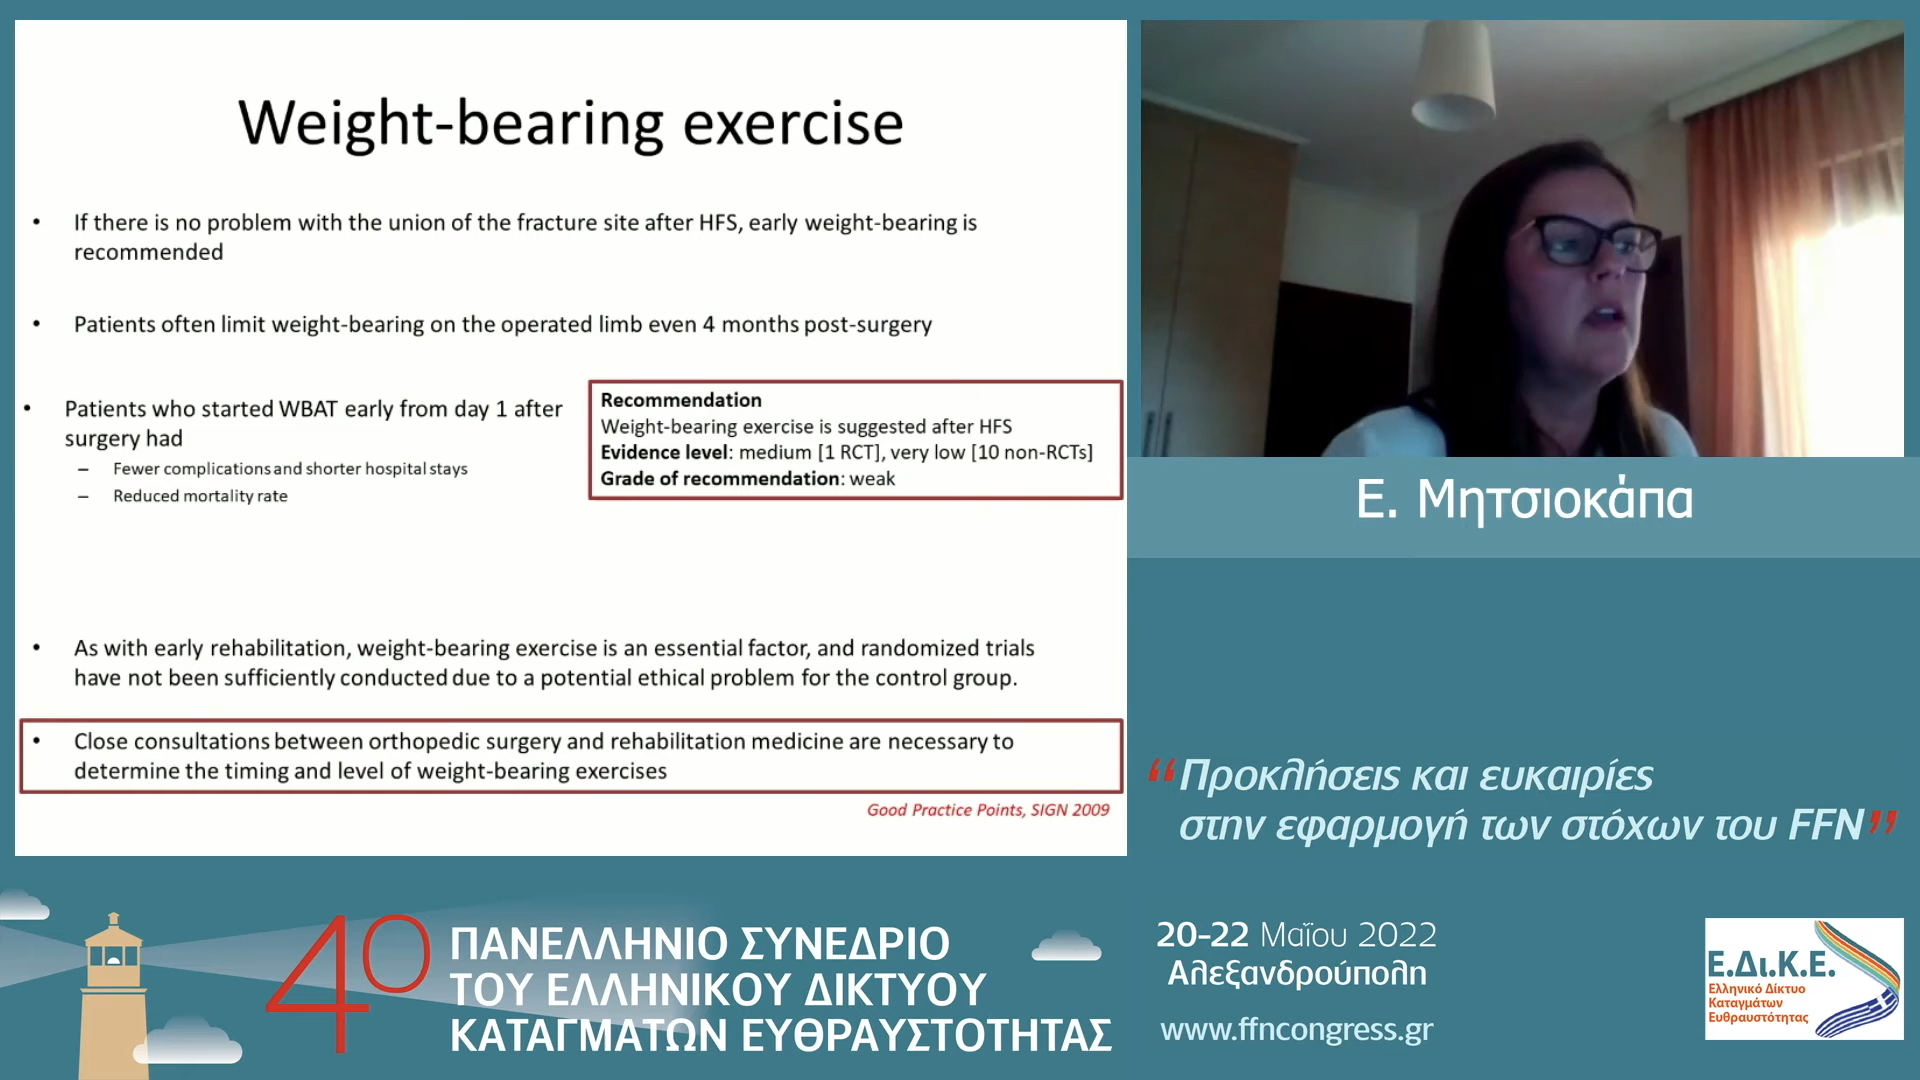 Weight-bearing exercise
• If there is no problem with the union of the fracture site after HFS, early weight-bearing is
recommended
• Patients often limit weight-bearing on the operated limb even 4 months post-surgery
• Patients who started WBAT early from day 1 after
surgery had
– Fewer complications and shorter hospital stays
– Reduced mortality rate
Recommendation
Weight-bearing exercise is suggested after HFS
Evidence level: medium [1 RCT], very low [10 non-RCTs]
Grade of recommendation: weak
• As with early rehabilitation, weight-bearing exercise is an essential factor, and randomized trials
have not been sufficiently conducted due to a potential ethical problem for the control group.
• Close consultations between orthopedic surgery and rehabilitation medicine are necessary to
determine the timing and level of weight-bearing exercises
Good Practice Points, SIGN 2009
Ε. Μητσιοκάπα
“Προκλήσεις και ευκαιρίες
στην εφαρμογή των στόχων του FFN”
4ο
ΠΑΝΕΛΛΗΝΙΟ ΣΥΝΕΔΡΙΟ
ΤΟΥ ΕΛΛΗΝΙΚΟΥ ΔΙΚΤΥΟΥ
ΚΑΤΑΓΜΑΤΩΝ ΕΥΘΡΑΥΣΤΟΤΗΤΑΣ
20-22 Μαΐου 2022
Αλεξανδρούπολη
www.ffncongress.gr
Ε.Δι.Κ.Ε.
Ελληνικό Δίκτυο
Καταγμάτων
Ευθραυστότητας